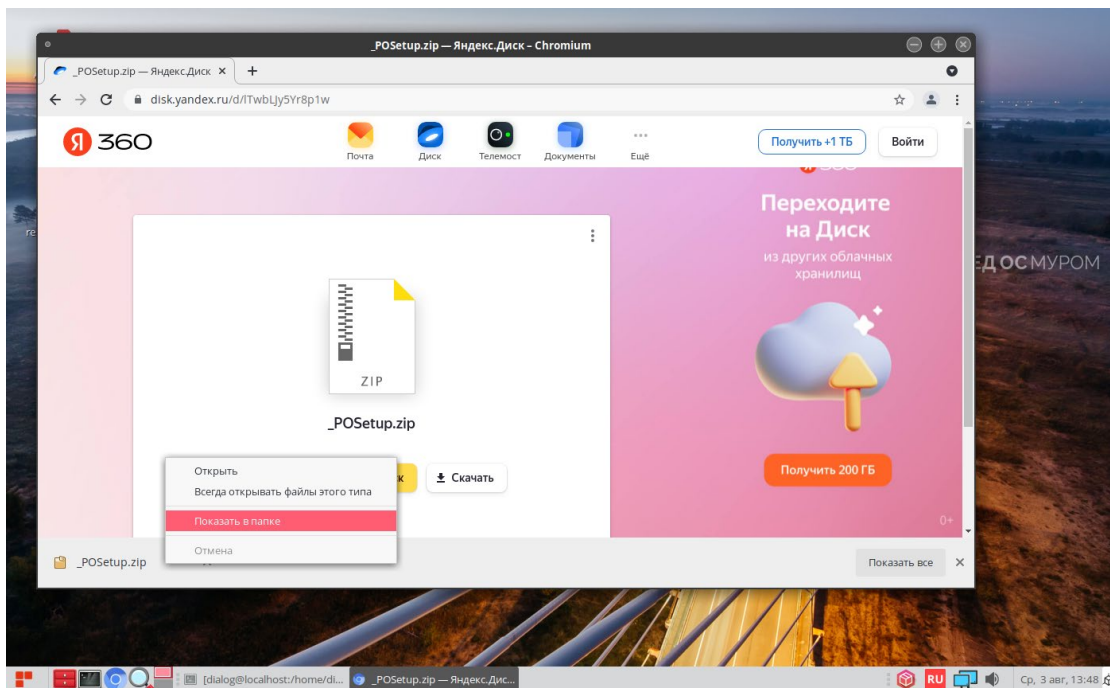 _POSetup.zip — Яндекс.Диск – Chromium
_POSetup.zip — Яндекс.Диск
disk.yandex.ru/d/lTwbLJy5Yr8p1w
Я 360
Почта
Диск
Телемост
Документы
Ещё
Получить +1 ТБ
Войти
Переходите
на Диск
из других облачных
хранилищ
ЕД ОС МУРОМ
ZIP
_POSetup.zip
Скачать
Получить 200 ГБ
0+
Открыть
Всегда открывать файлы этого типа
Показать в папке
Отмена
_POSetup.zip
Показать все
[dialog@localhost:/home/di...
_POSetup.zip — Яндекс.Дис...
RU
Ср, 3 авг, 13:48